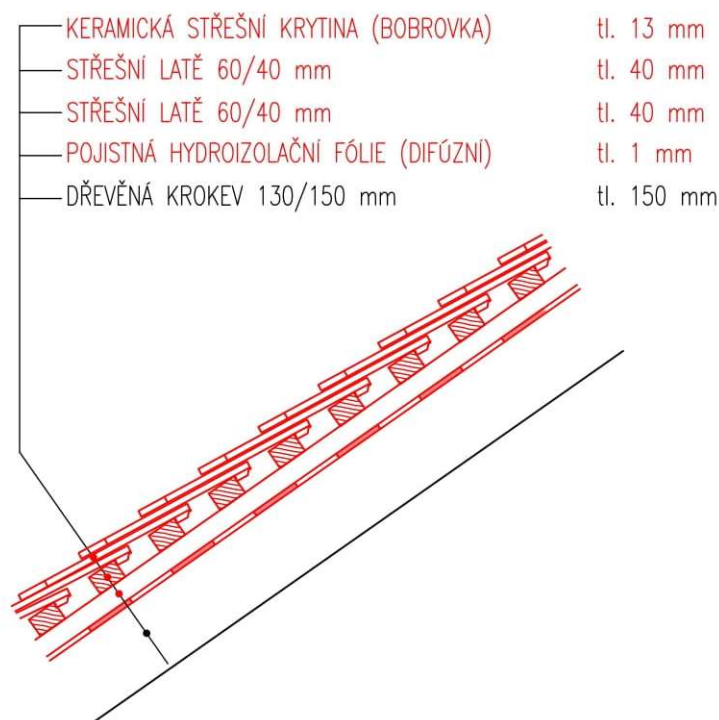 KERAMICKÁ STŘEŠNÍ KRYTINA (BOBROVKA) tl. 13 mm
STŘEŠNÍ LATĚ 60/40 mm tl. 40 mm
STŘEŠNÍ LATĚ 60/40 mm tl. 40 mm
POJISTNÁ HYDROIZOLAČNÍ FÓLIE (DIFÚZNÍ) tl. 1 mm
DŘEVĚNÁ KROKEV 130/150 mm tl. 150 mm